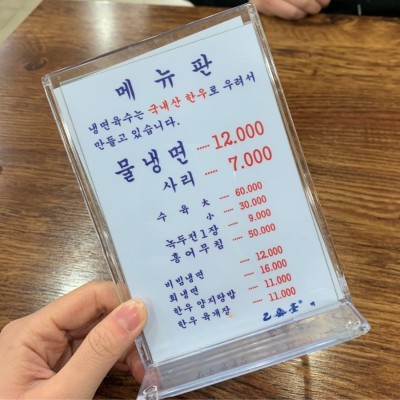 메뉴판
냉면육수는 국내산 한우로 우려서
만들고 있습니다.
물냉면 ····· 12.000
사리 ····· 7.000
수육 大 ···· 60.000
小 ···· 30.000
녹두전 1장 ···· 9.000
홍어무침 ···· 50.000
비빔냉면 ···· 12.000
회냉면 ···· 16.000
한우 양지탕밥 ···· 11.000
한우 육개장 ···· 11.000